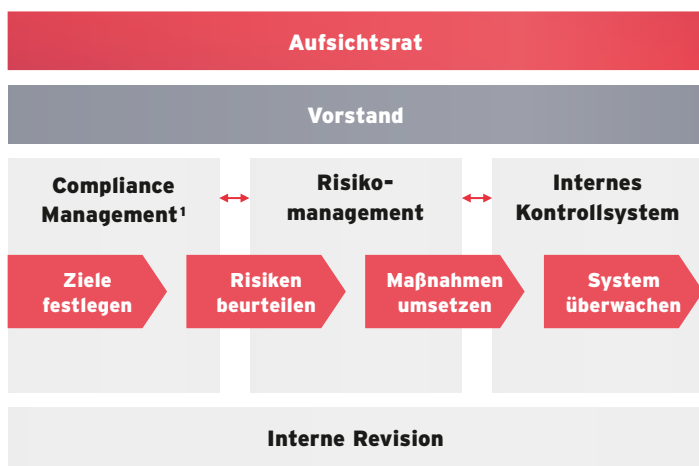 Aufsichtsrat
Vorstand
Compliance
Management¹
Risiko-
management
Internes
Kontrollsystem
Ziele
festlegen
Risiken
beurteilen
Maßnahmen
umsetzen
System
überwachen
Interne Revision